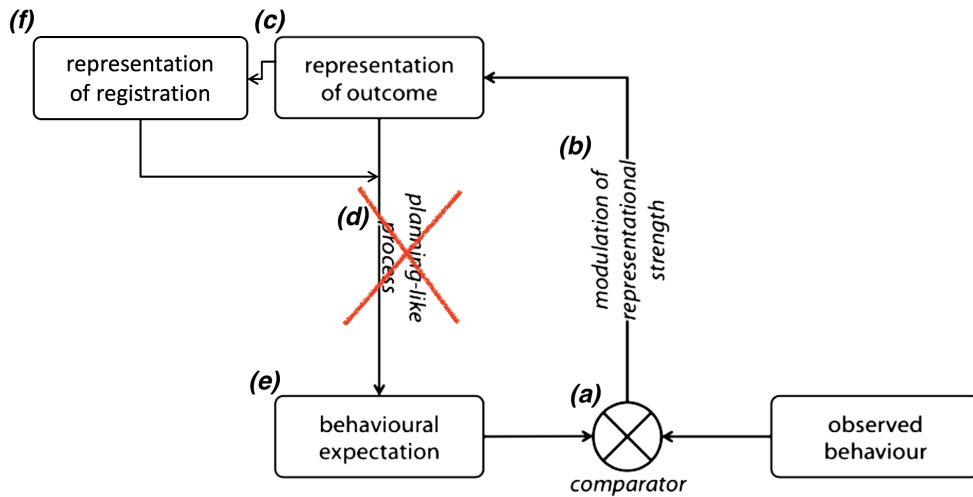 (f)
(c)
representation
of registration
representation
of outcome
(b)
modulation of
representational
strength
(d)
planning-like
process
(e)
(a)
behavioural
expectation
observed
behaviour
comparator